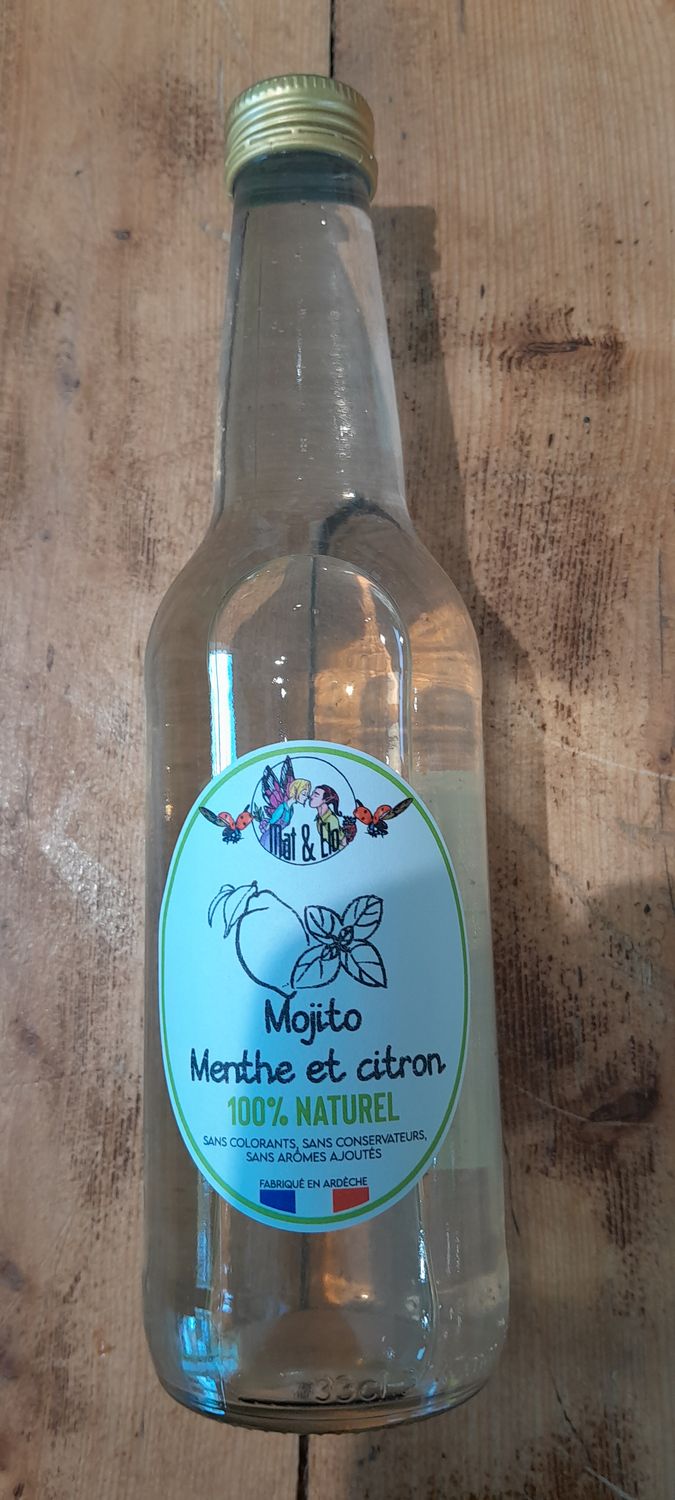 Mat & Flo
Mojito
Menthe et citron
100% NATUREL
SANS COLORANTS, SANS CONSERVATEURS,
SANS ARÔMES AJOUTÉS
FABRIQUÉ EN ARDÈCHE
33cl